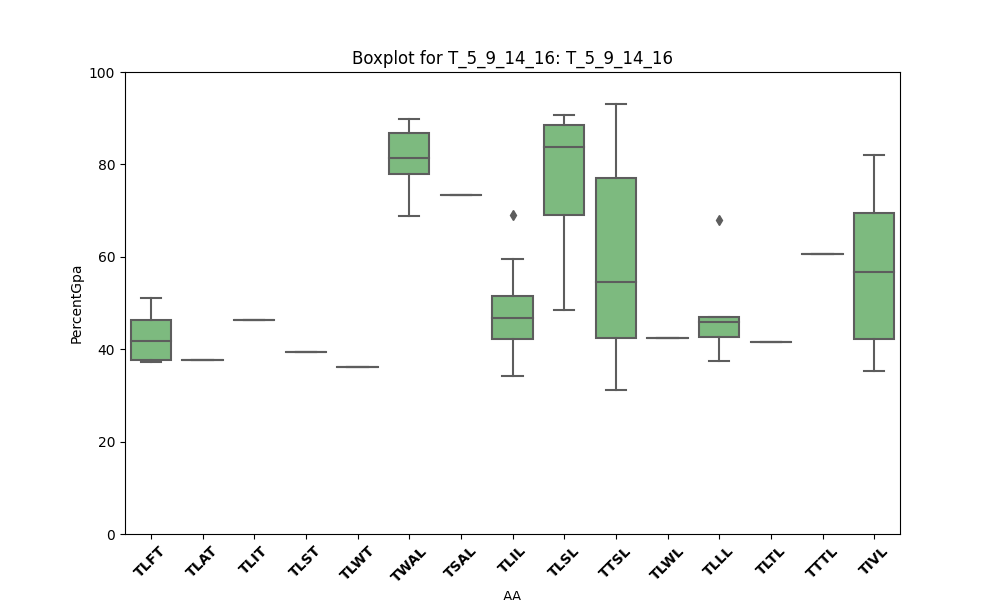 Boxplot for T_5_9_14_16: T_5_9_14_16
PercentGpa
100
80
60
40
20
0
TLFT TLAT TLIT TLST TLWT TWAL TSAL TLIL TLSL TTSL TLWL TLLL TLTL TTTL TIVL
AA